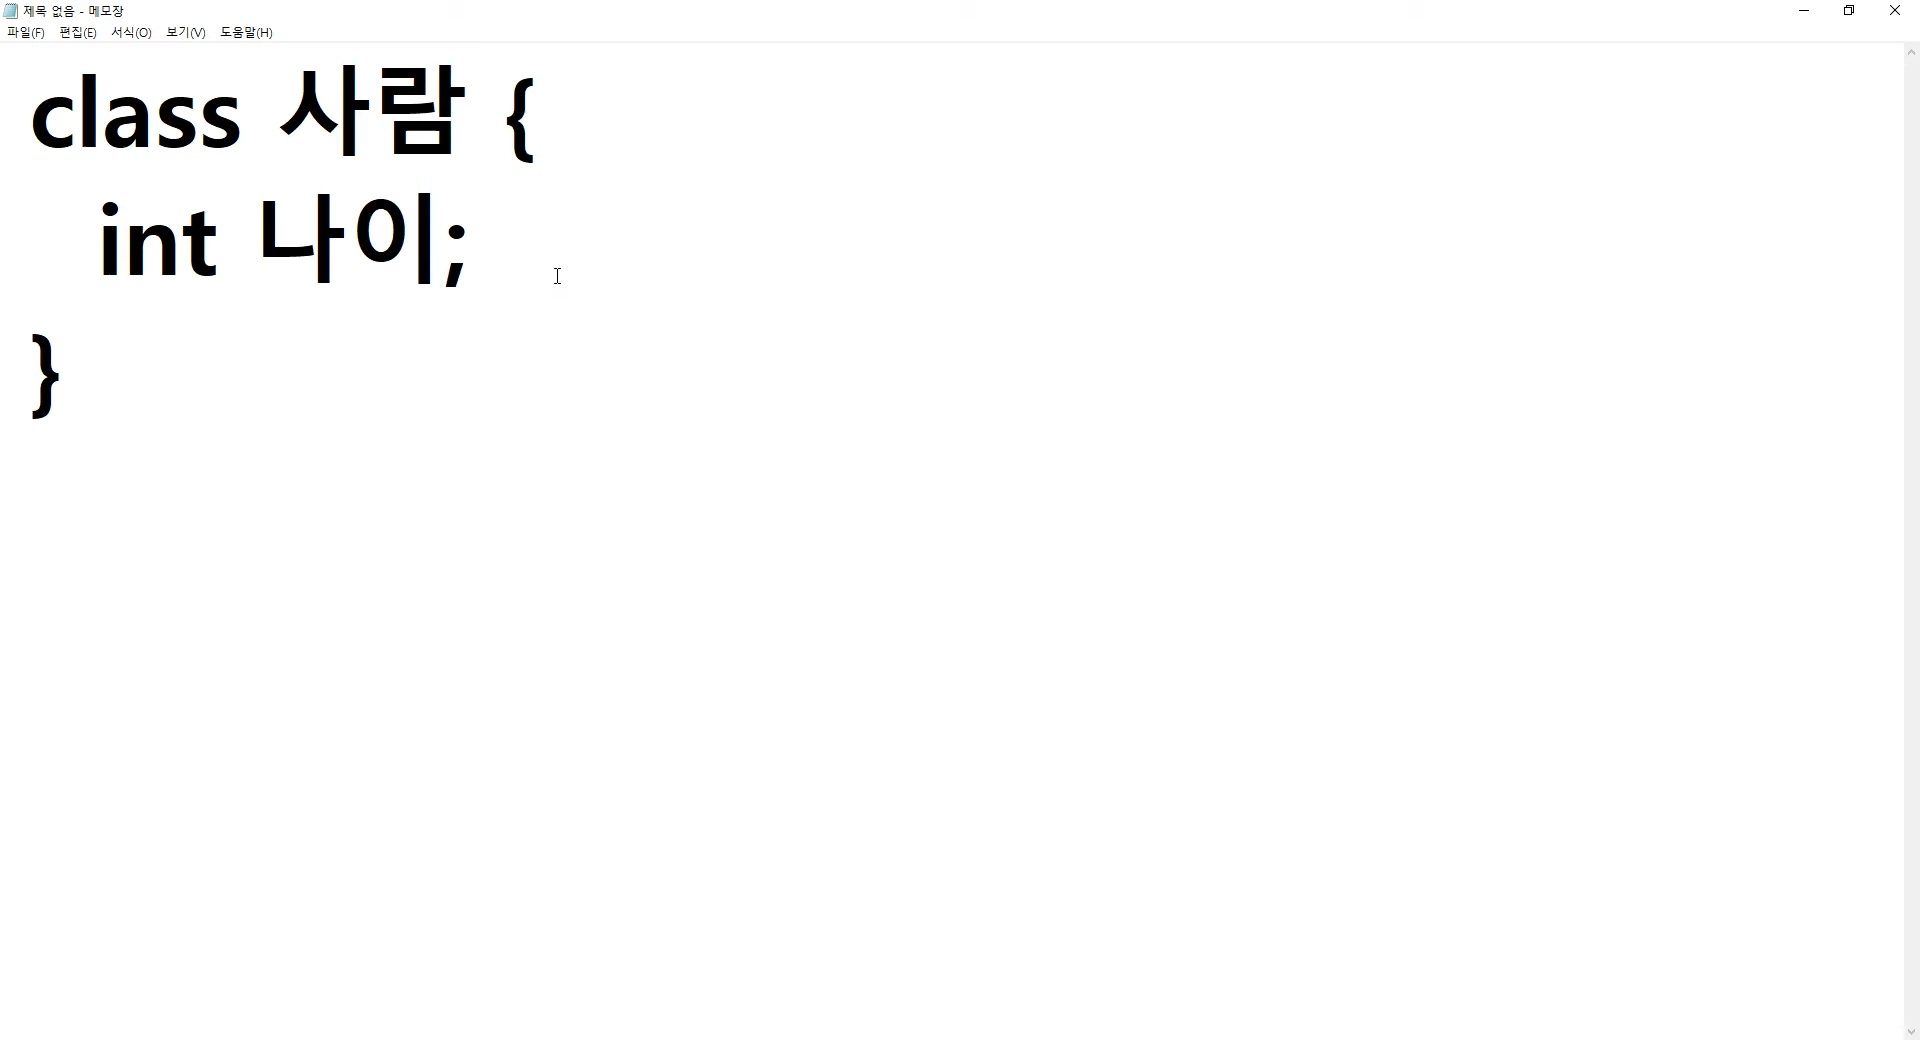 제목 없음 - 메모장
파일(F) 편집(E) 서식(O) 보기(V) 도움말(H)
class 사람 {
int 나이;
}